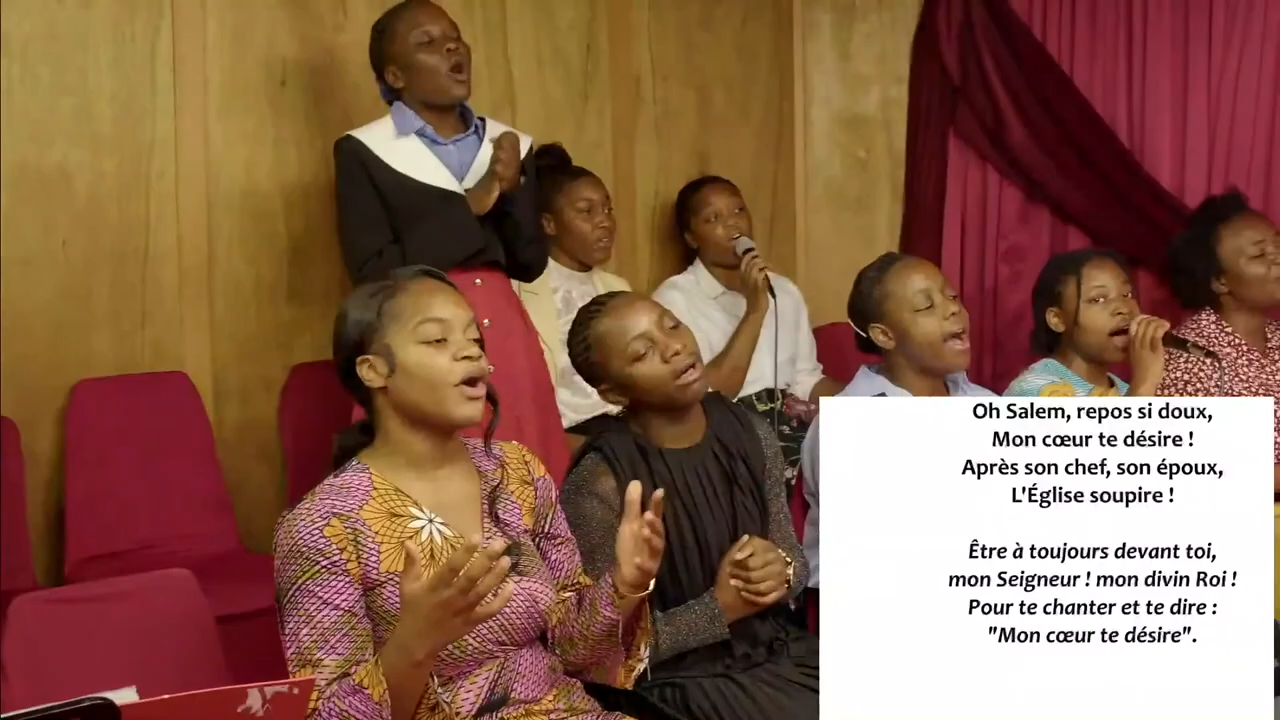 Oh Salem, repos si doux,
Mon cœur te désire !
Après son chef, son époux,
L'Église soupire !
Être à toujours devant toi,
mon Seigneur ! mon divin Roi !
Pour te chanter et te dire :
"Mon cœur te désire".